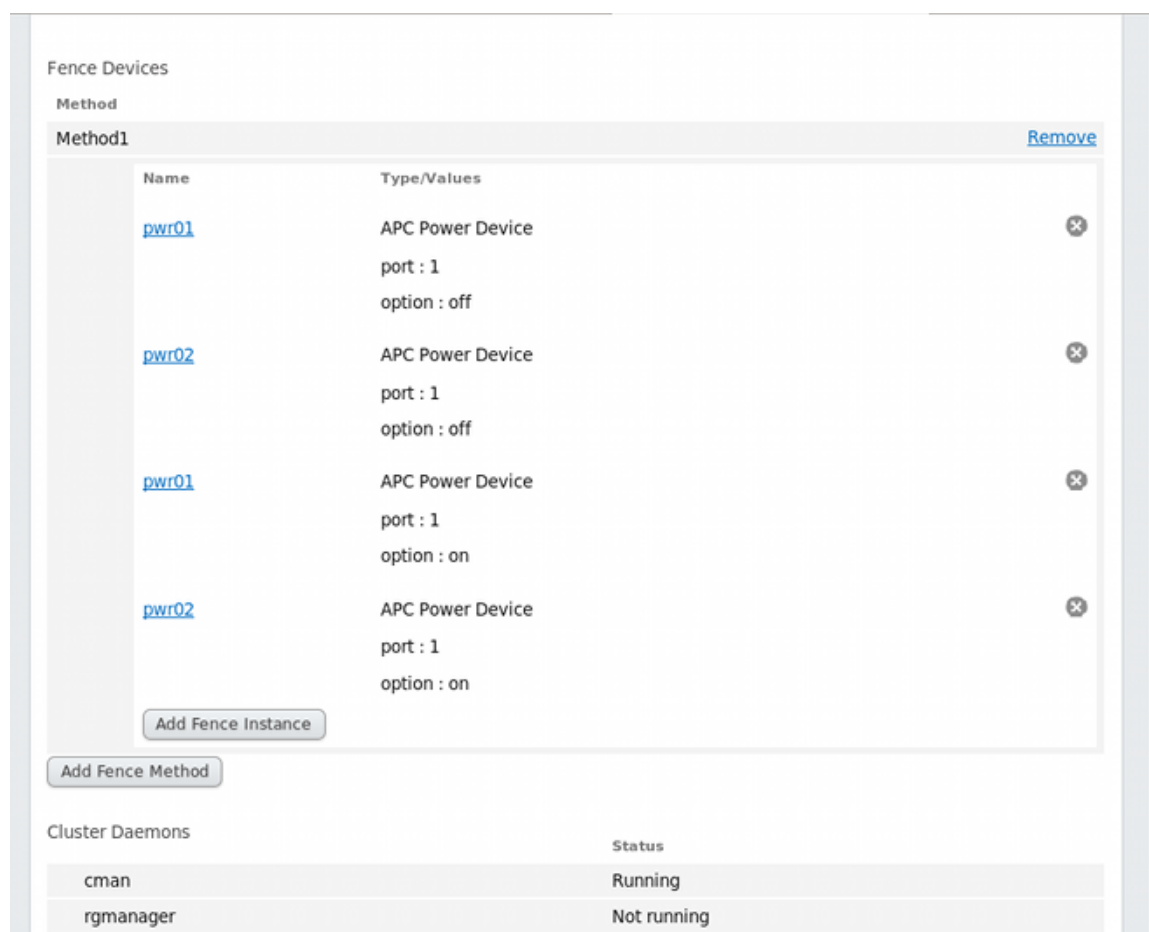 Fence Devices
Method
Method1 Remove
Name Type/Values
pwr01 APC Power Device
port : 1
option : off
pwr02 APC Power Device
port : 1
option : off
pwr01 APC Power Device
port : 1
option : on
pwr02 APC Power Device
port : 1
option : on
Add Fence Instance
Add Fence Method
Cluster Daemons
Status
cman Running
rgmanager Not running